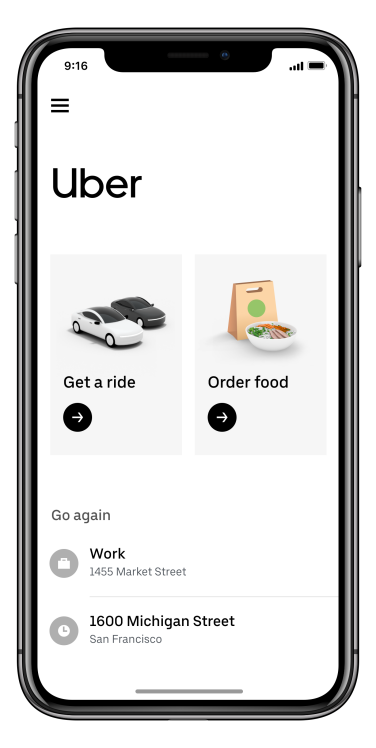 9:16
Uber
Get a ride
Order food
Go again
Work
1455 Market Street
1600 Michigan Street
San Francisco